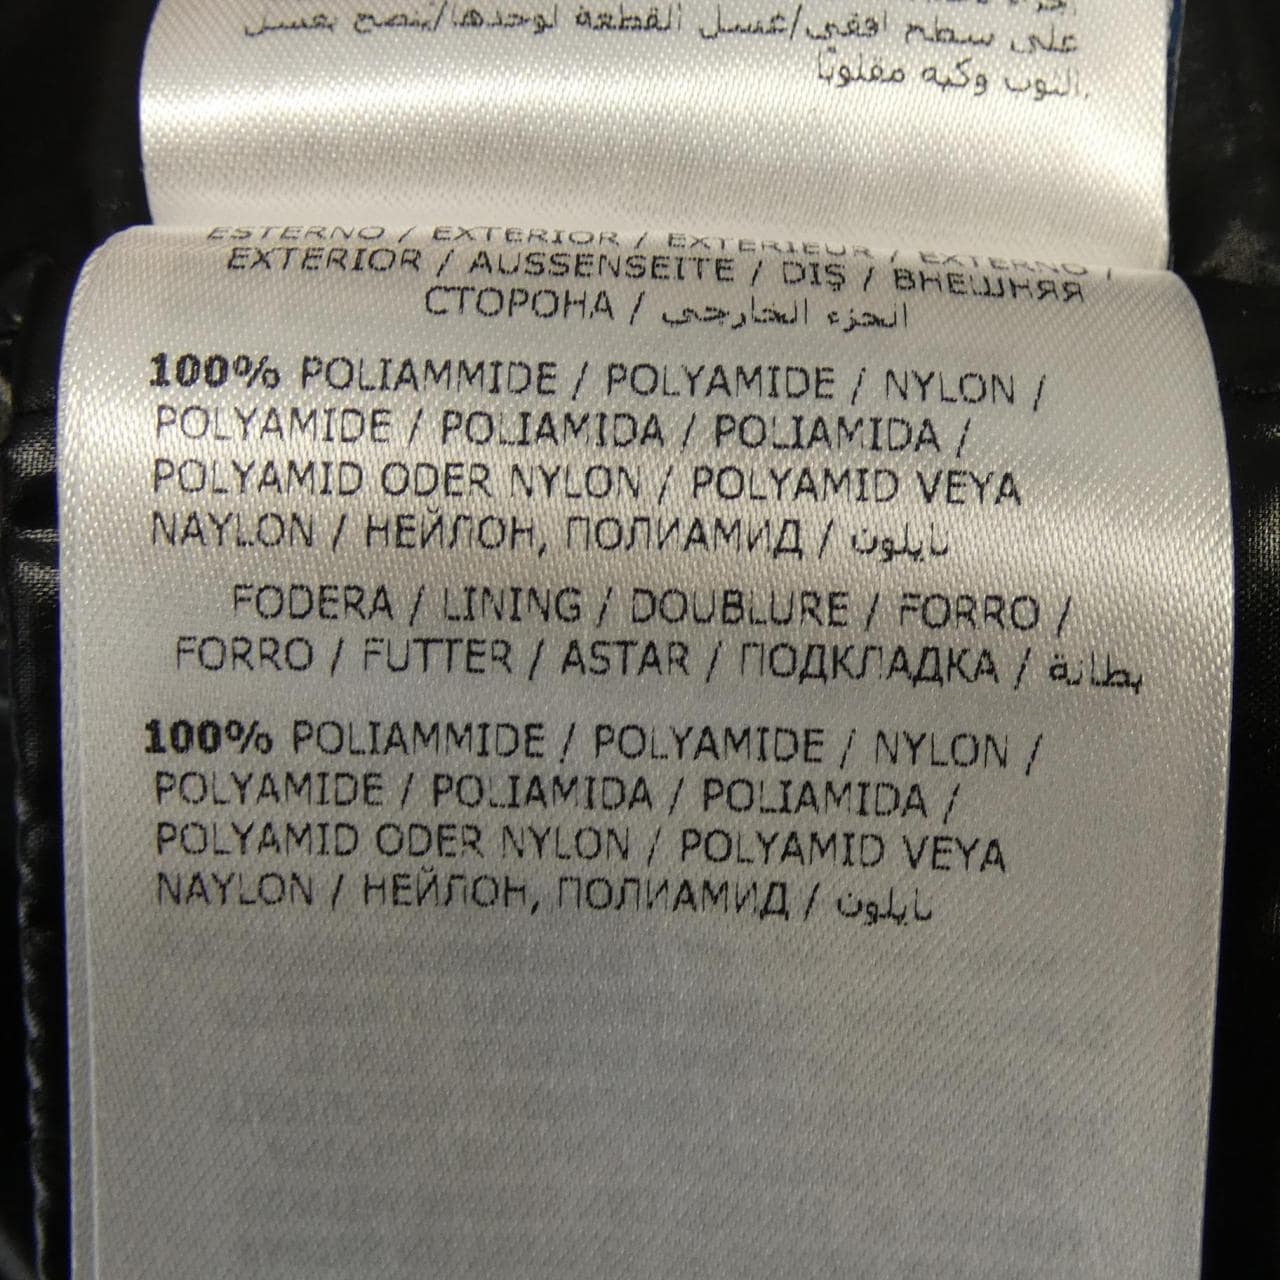 على سطح افقي/غسل القطعة لوحدها/ينصح بغسل
الثوب وكيه مقلوبًا.
ESTERNO / EXTERIOR / EXTERIEUR / EXTERNO /
EXTERIOR / AUSSENSEITE / DIŞ / ВНЕШНЯЯ
СТОРОНА / الجزء الخارجي
100% POLIAMMIDE / POLYAMIDE / NYLON /
POLYAMIDE / POLIAMIDA / POLIAMIDA /
POLYAMID ODER NYLON / POLYAMID VEYA
NAYLON / НЕЙЛОН, ПОЛИАМИД / نايلون
FODERA / LINING / DOUBLURE / FORRO /
FORRO / FUTTER / ASTAR / ПОДКЛАДКА / بطانة
100% POLIAMMIDE / POLYAMIDE / NYLON /
POLYAMIDE / POLIAMIDA / POLIAMIDA /
POLYAMID ODER NYLON / POLYAMID VEYA
NAYLON / НЕЙЛОН, ПОЛИАМИД / نايلون